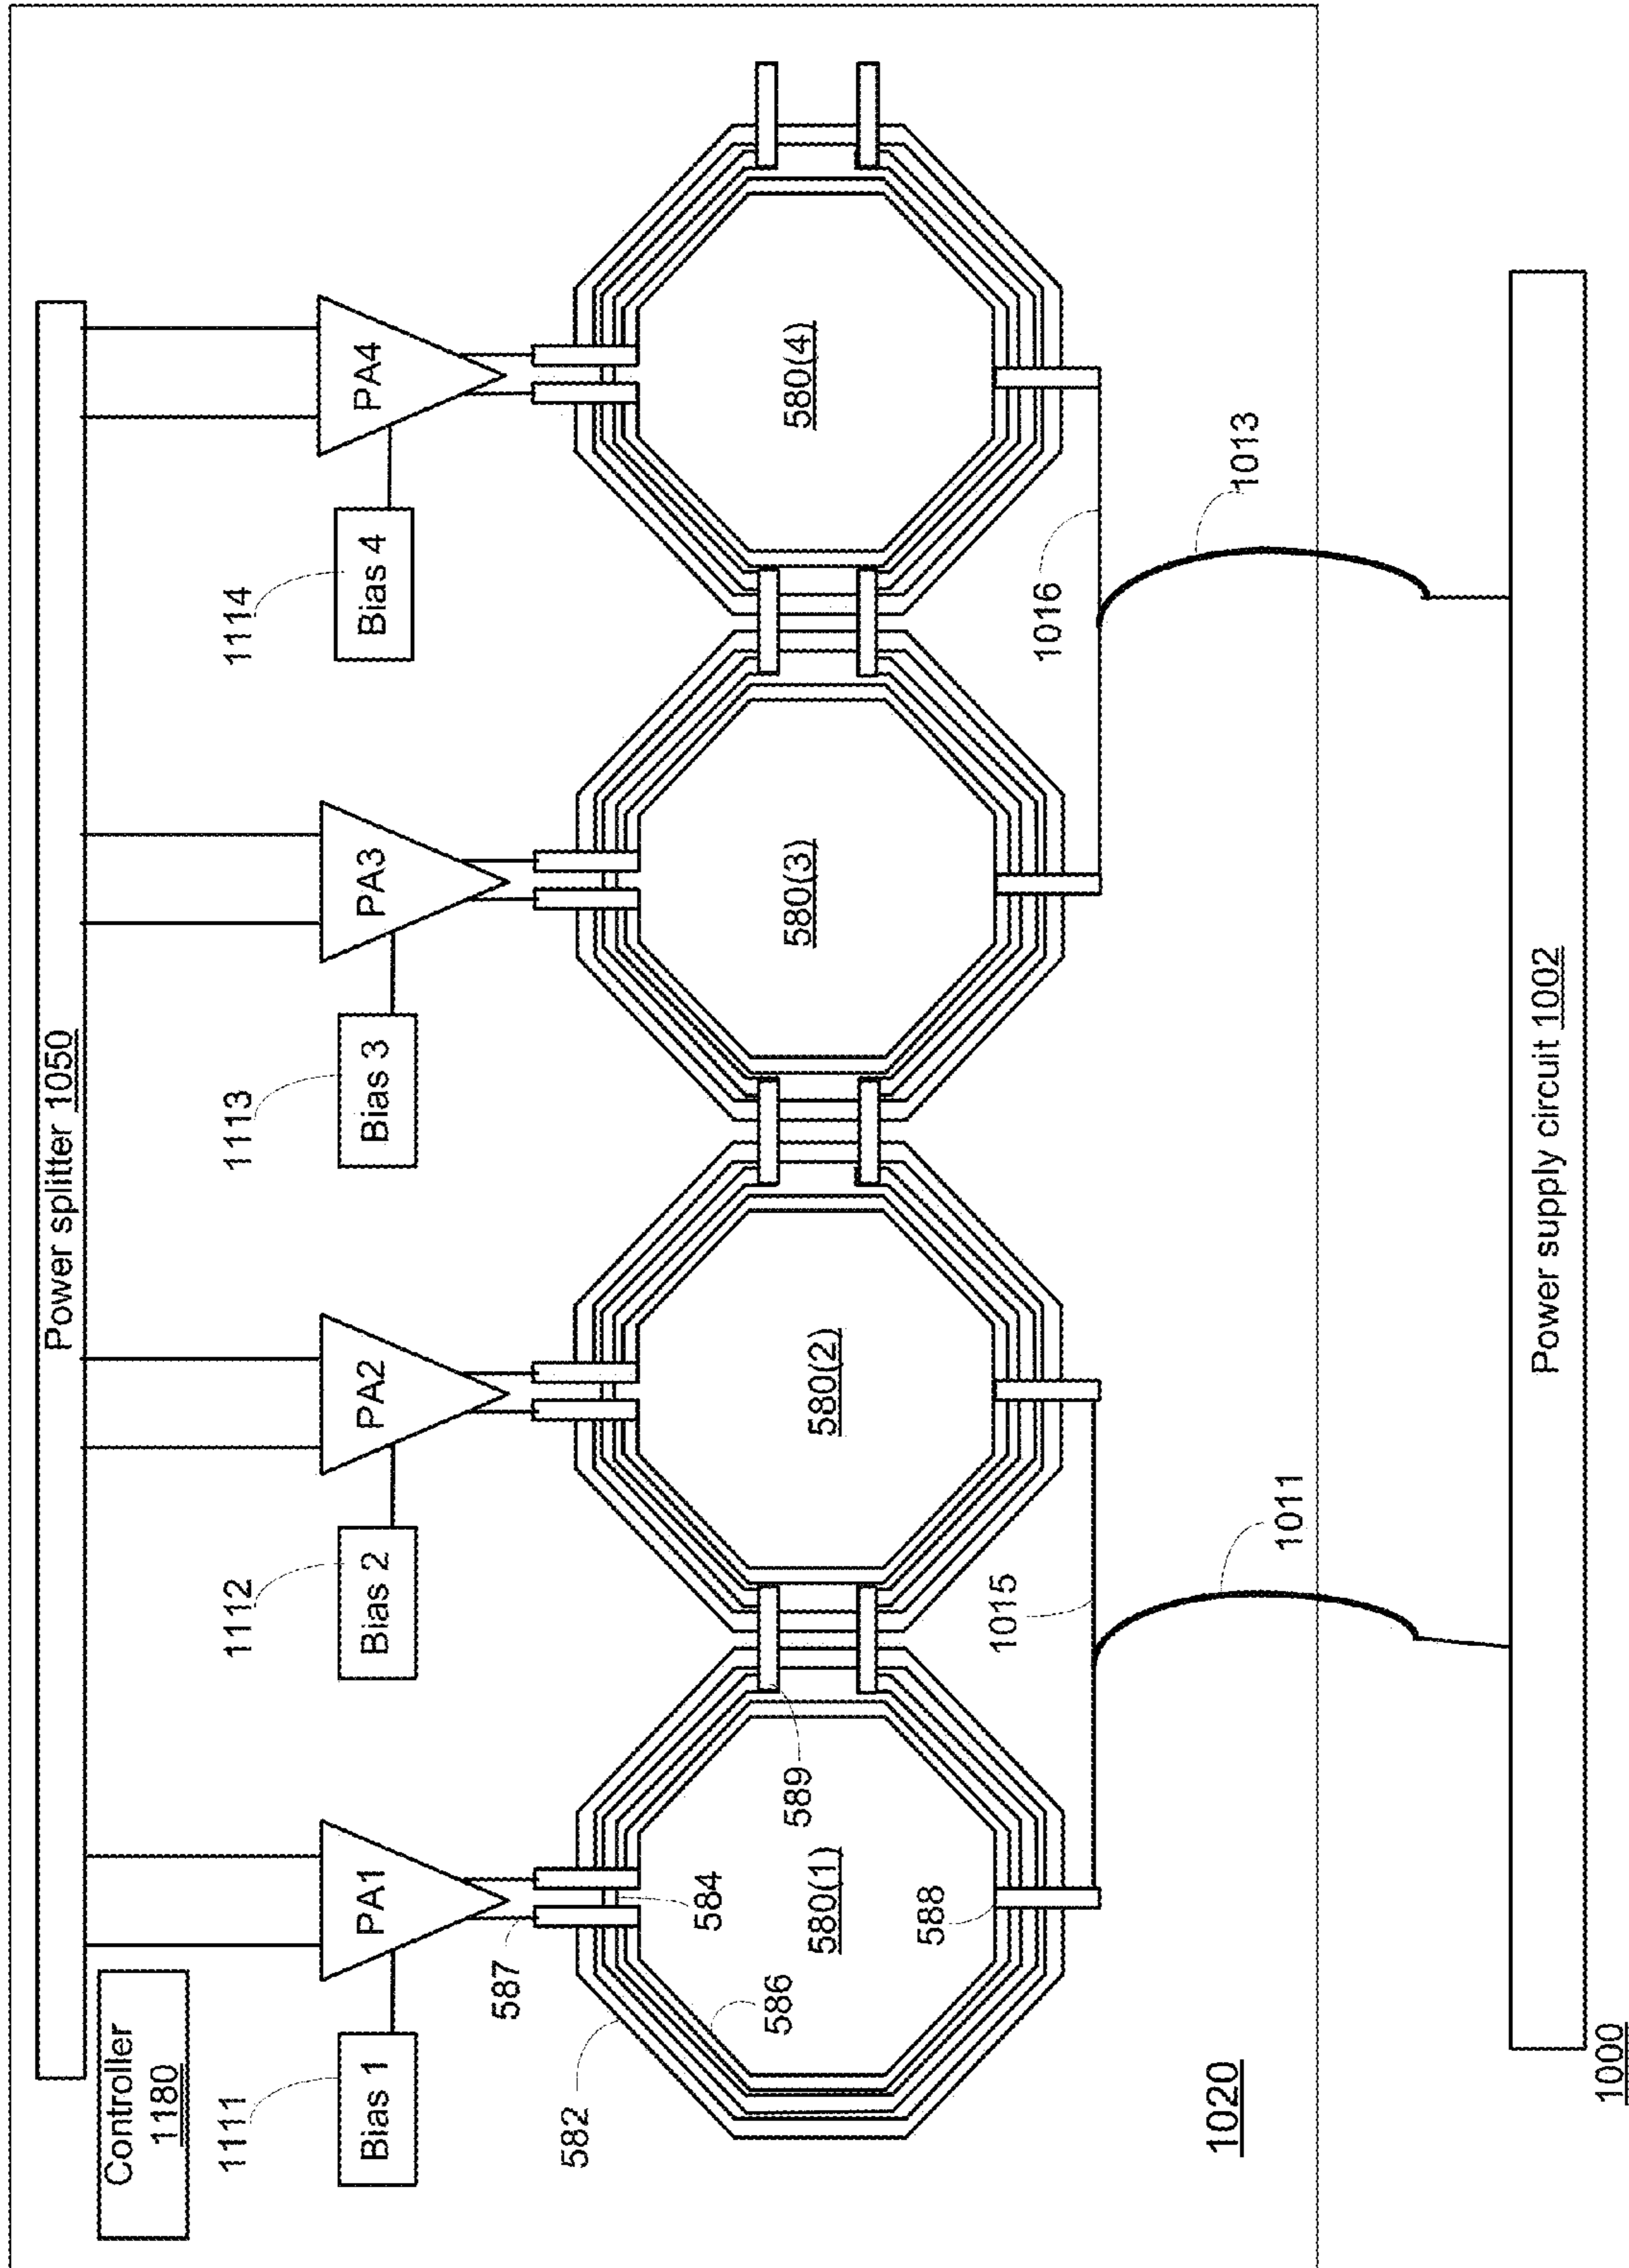 Controller
1180
Power splitter 1050
1111
1112
1113
1114
Bias 1
PA1
Bias 2
PA2
Bias 3
PA3
Bias 4
PA4
587
582
584
586
580(1)
589
588
580(2)
580(3)
580(4)
1015
1016
1020
1011
1013
Power supply circuit 1002
1000